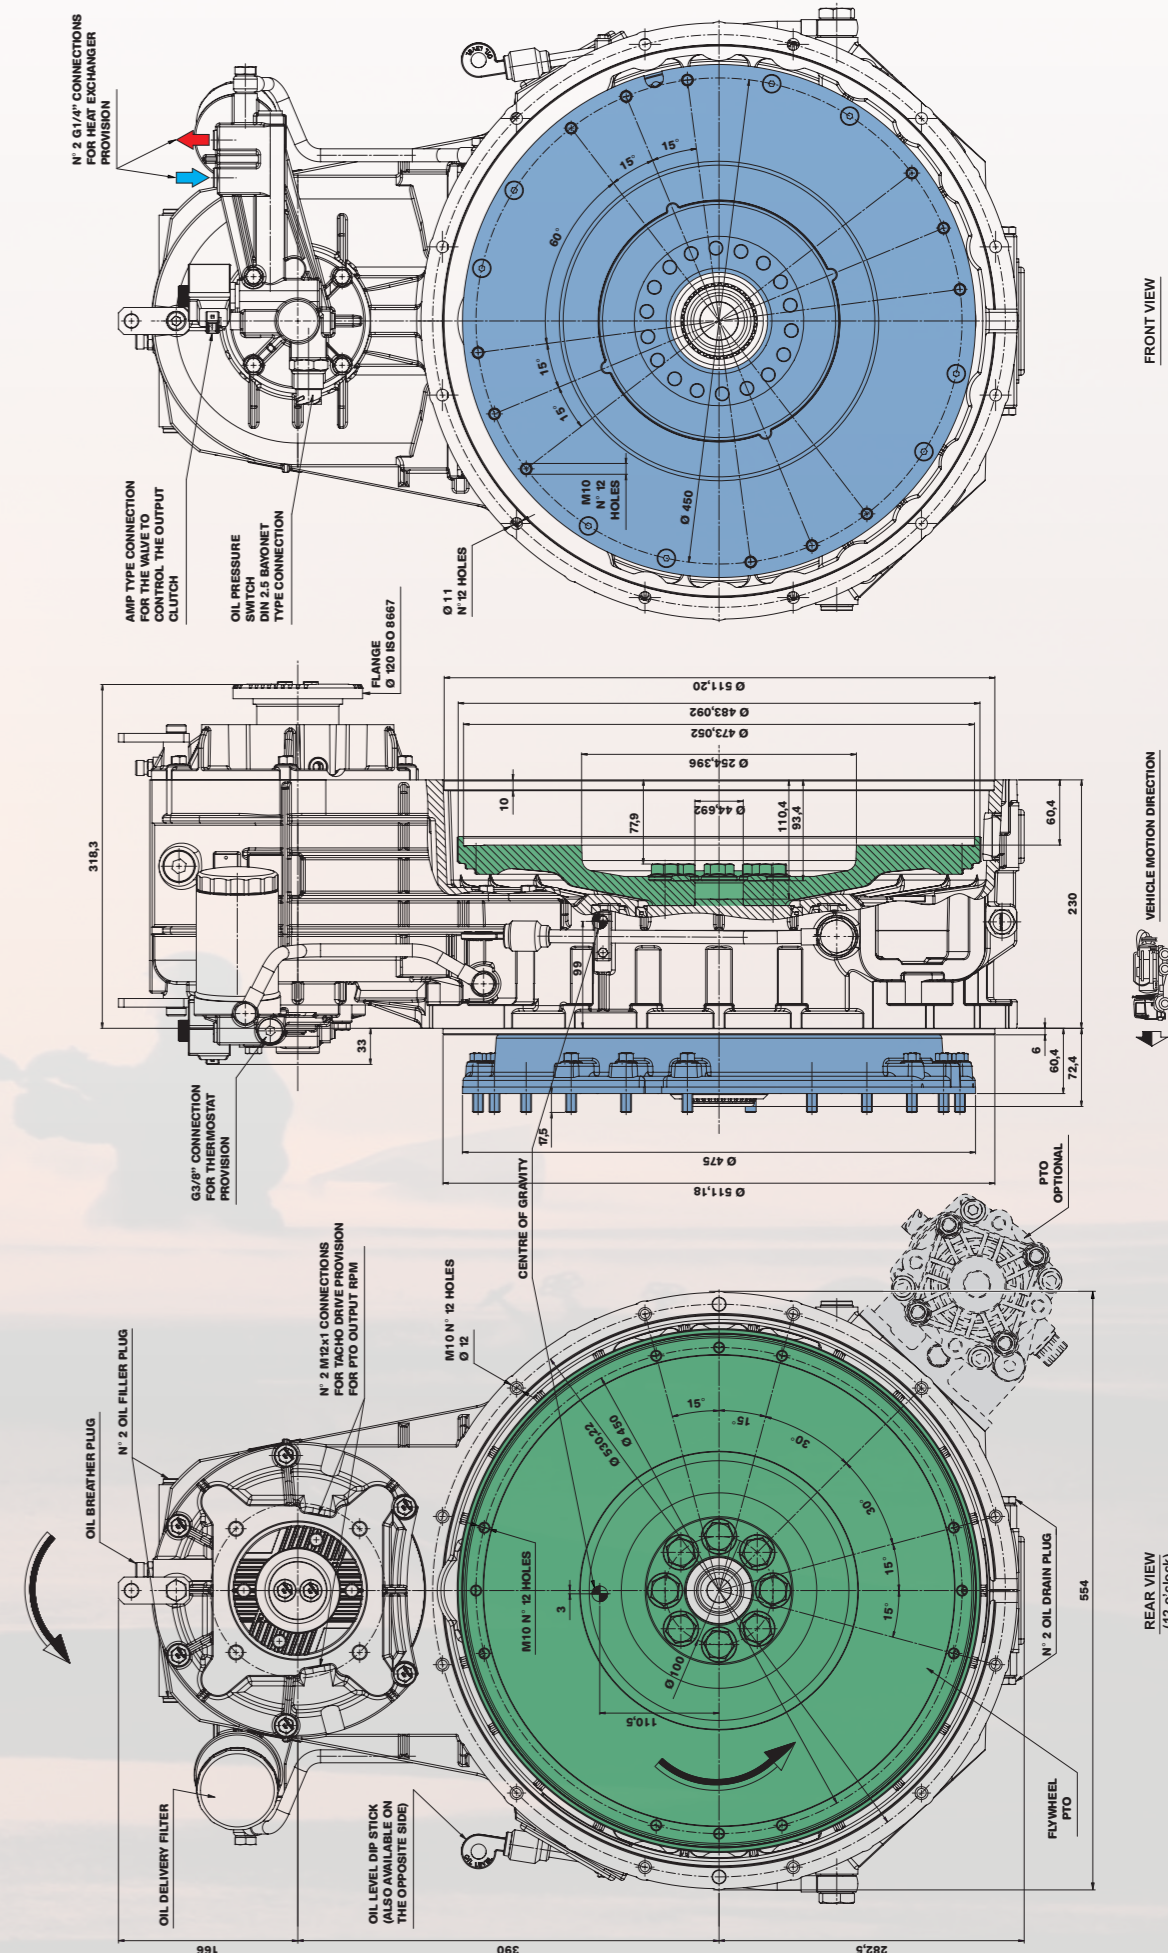 N° 2 G1/4" CONNECTIONS
FOR HEAT EXCHANGER
PROVISION
AMP TYPE CONNECTION
FOR THE VALVE TO
CONTROL THE OUTPUT
CLUTCH
OIL PRESSURE
SWITCH
DIN 2.5 BAYONET
TYPE CONNECTION
Ø 11
N°12 HOLES
M10
N° 12
HOLES
Ø 450
15°
15°
60°
15°
15°
FRONT VIEW
FLANGE
Ø 120 ISO 8667
318,3
Ø 511,20
Ø 483,092
Ø 473,052
Ø 254,396
Ø 44,692
10
77,9
110,4
93,4
60,4
230
99
33
G3/8" CONNECTION
FOR THERMOSTAT
PROVISION
17,5
6
60,4
72,4
Ø 475
Ø 511,18
CENTRE OF GRAVITY
VEHICLE MOTION DIRECTION
PTO
OPTIONAL
OIL BREATHER PLUG
N° 2 OIL FILLER PLUG
N° 2 M12x1 CONNECTIONS
FOR TACHO DRIVE PROVISION
FOR PTO OUTPUT RPM
M10 N° 12 HOLES
Ø 12
OIL DELIVERY FILTER
OIL LEVEL DIP STICK
(ALSO AVAILABLE ON
THE OPPOSITE SIDE)
OIL LEVEL
M10 N° 12 HOLES
Ø 530,22
Ø 450
15°
15°
30°
30°
15°
15°
3
Ø 100
110,5
N° 2 OIL DRAIN PLUG
FLYWHEEL
PTO
554
166
390
282,5
REAR VIEW